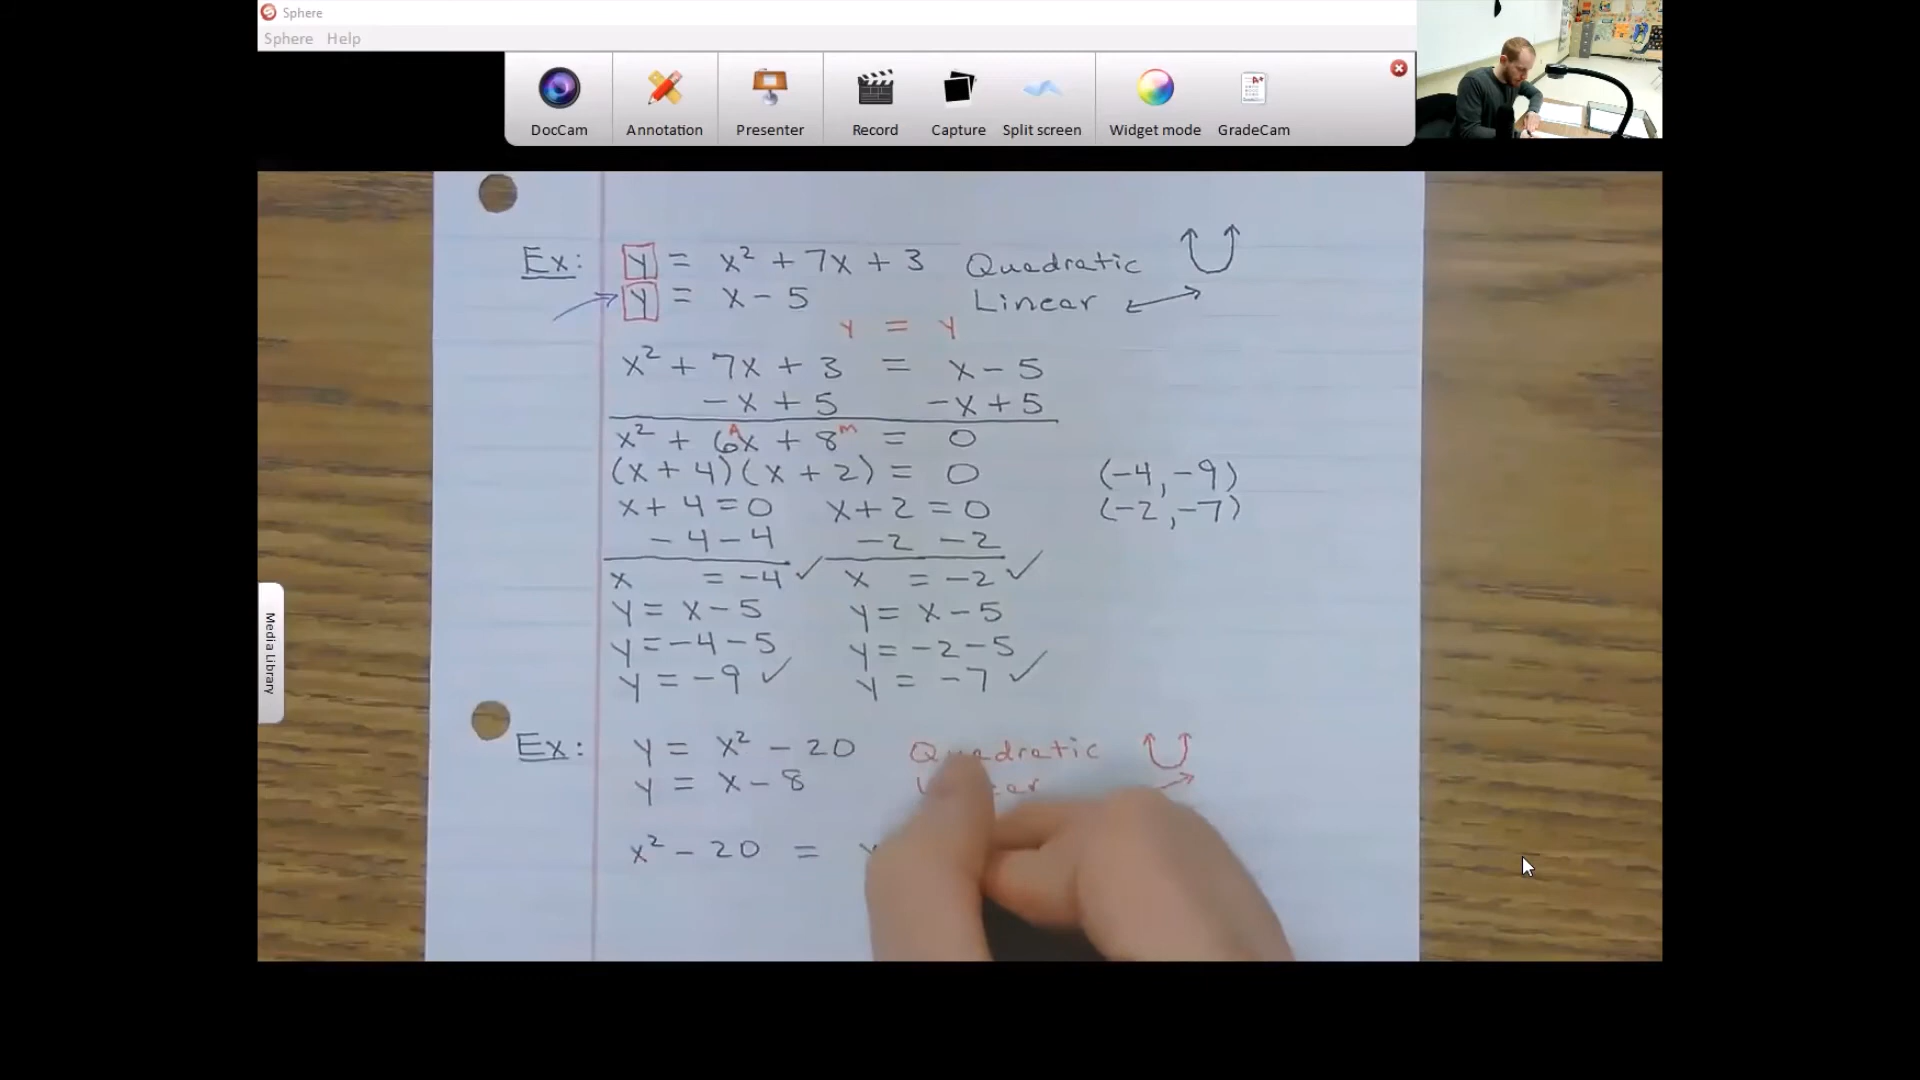 Sphere
Sphere Help
DocCam Annotation Presenter Record Capture Split screen Widget mode GradeCam
Media Library
Ex: y = x² + 7x + 3 Quadratic
y = x - 5 Linear
y = y
x² + 7x + 3 = x - 5
- x + 5 - x + 5
x² + 6x + 8 = 0
A M
(x + 4)(x + 2) = 0 (-4, -9)
x + 4 = 0 x + 2 = 0 (-2, -7)
- 4 - 4 - 2 - 2
x = -4 ✓ x = -2 ✓
y = x - 5 y = x - 5
y = -4 - 5 y = -2 - 5
y = -9 ✓ y = -7 ✓
Ex: y = x² - 20 Quadratic
y = x - 8
x² - 20 =